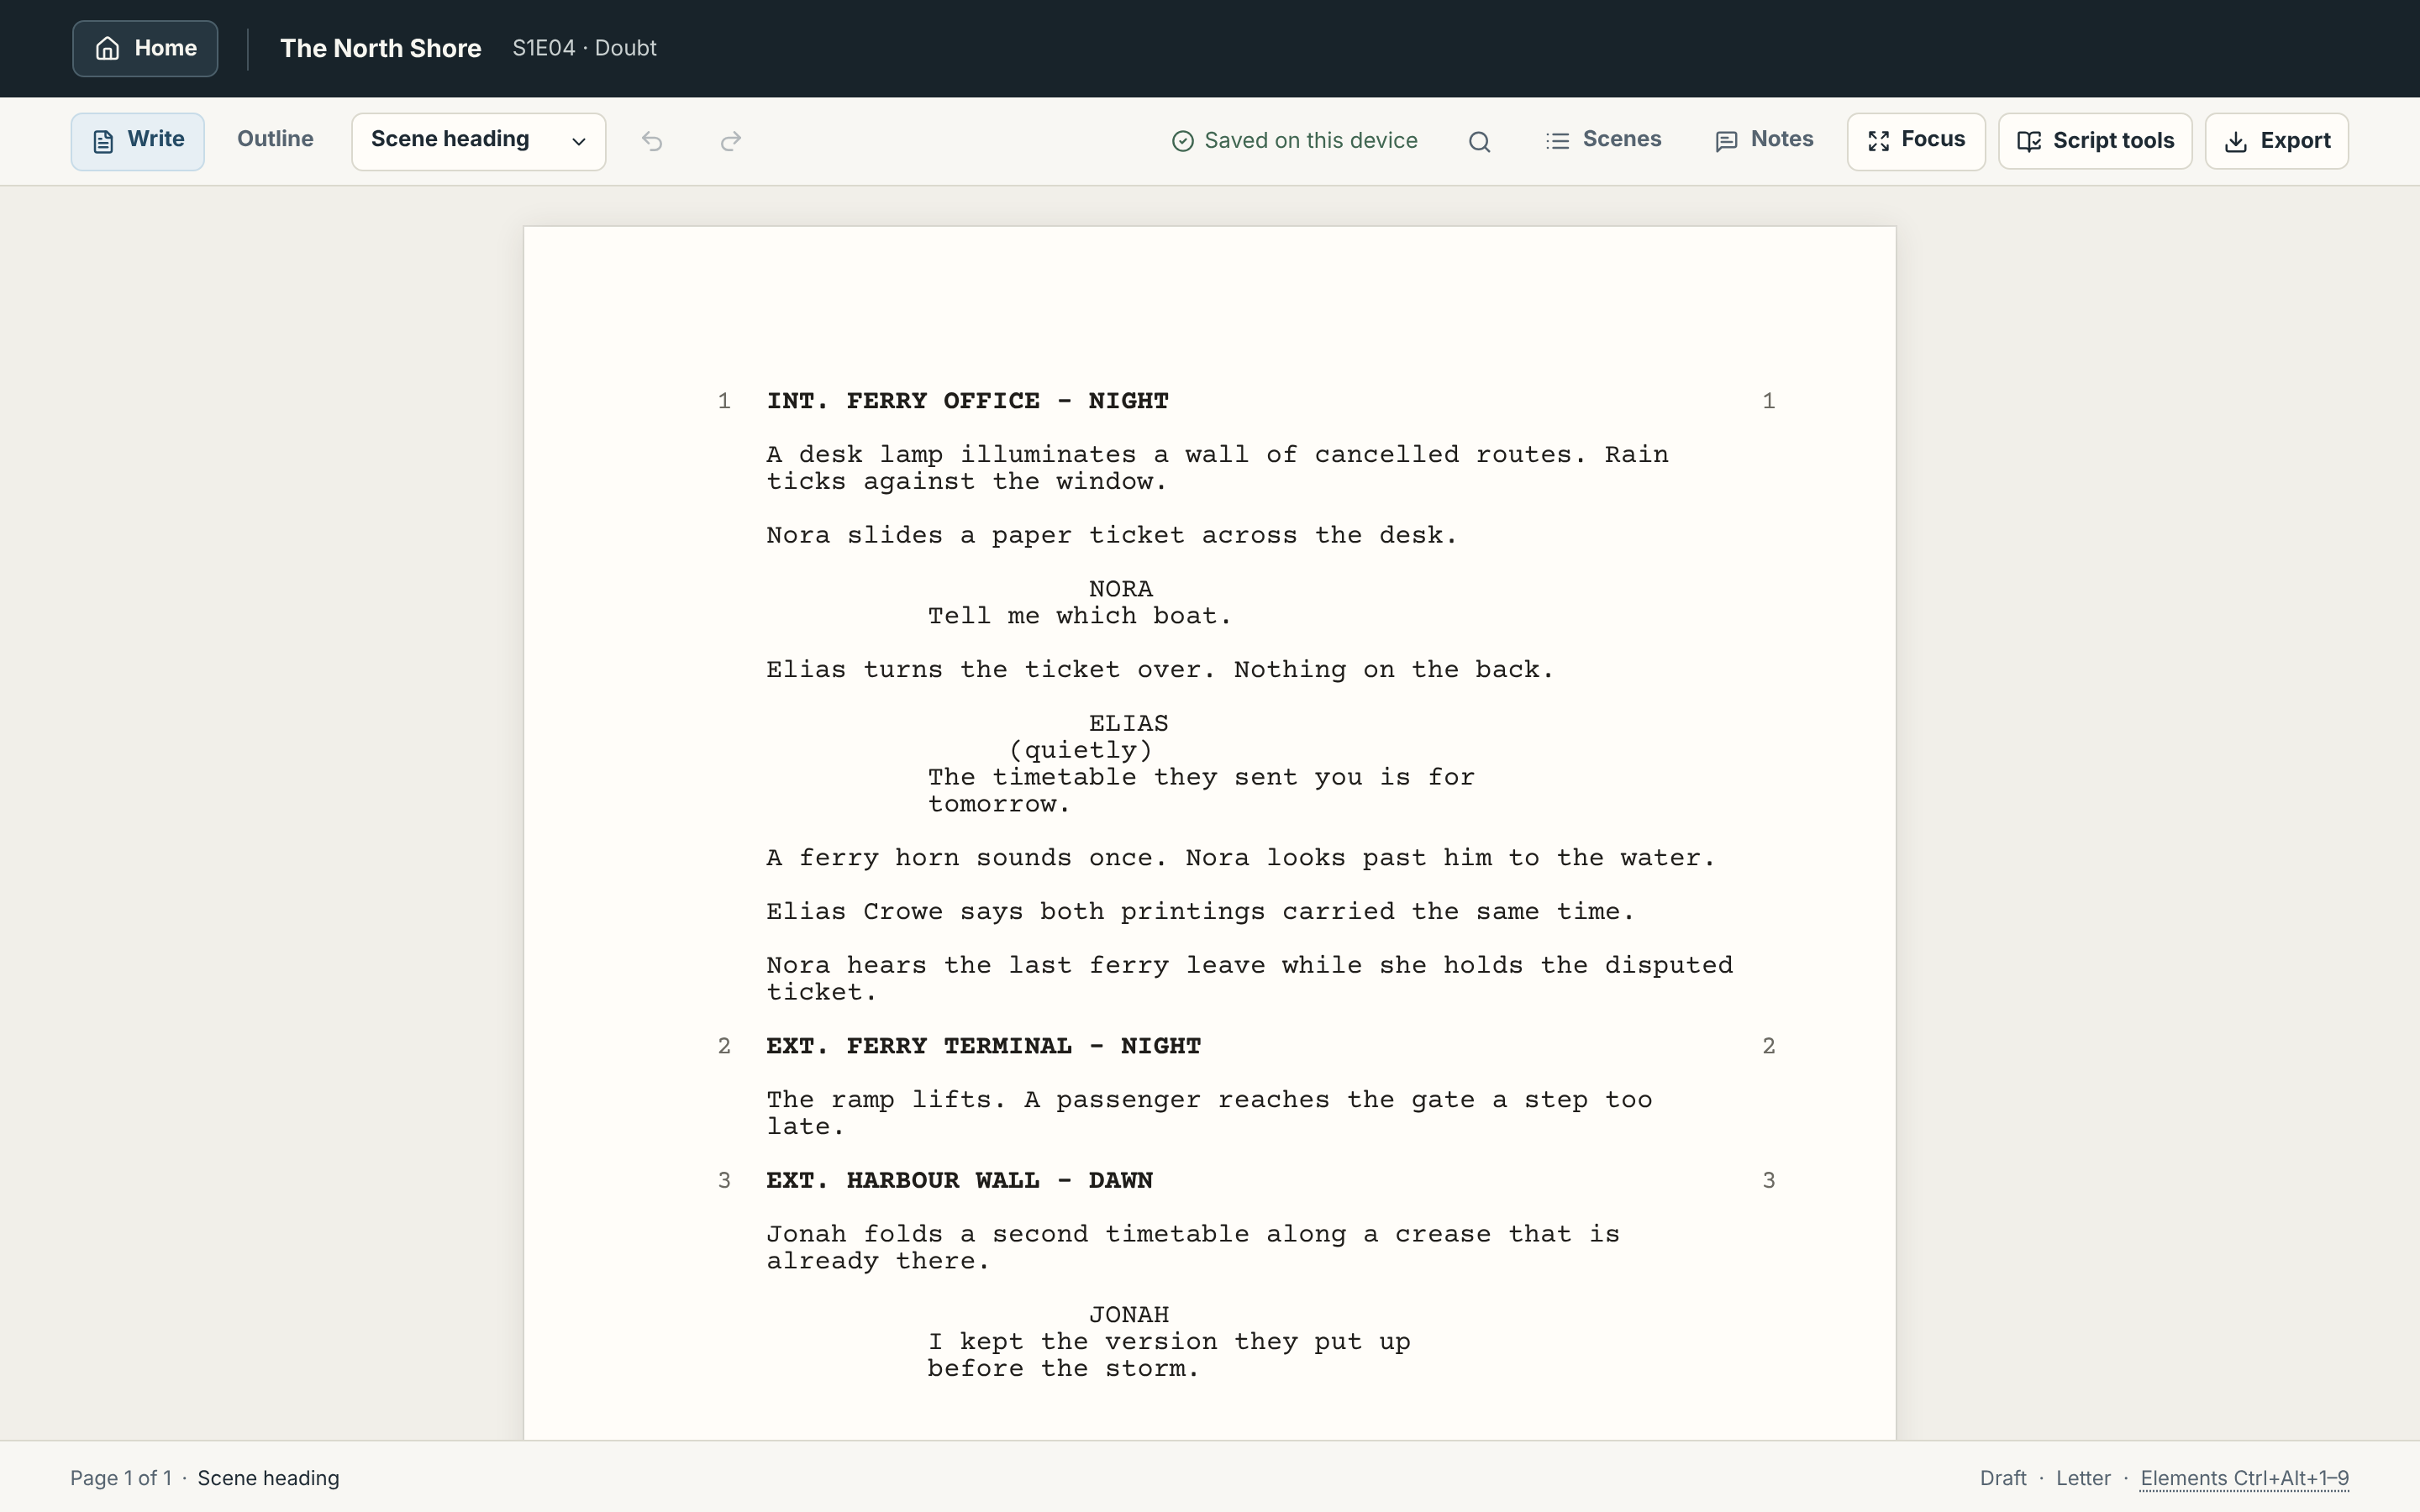 Home
The North Shore
S1E04 · Doubt
Write
Outline
Scene heading
Saved on this device
Scenes
Notes
Focus
Script tools
Export
1 INT. FERRY OFFICE - NIGHT 1
A desk lamp illuminates a wall of cancelled routes. Rain
ticks against the window.
Nora slides a paper ticket across the desk.
NORA
Tell me which boat.
Elias turns the ticket over. Nothing on the back.
ELIAS
(quietly)
The timetable they sent you is for
tomorrow.
A ferry horn sounds once. Nora looks past him to the water.
Elias Crowe says both printings carried the same time.
Nora hears the last ferry leave while she holds the disputed
ticket.
2 EXT. FERRY TERMINAL - NIGHT 2
The ramp lifts. A passenger reaches the gate a step too
late.
3 EXT. HARBOUR WALL - DAWN 3
Jonah folds a second timetable along a crease that is
already there.
JONAH
I kept the version they put up
before the storm.
Page 1 of 1 · Scene heading
Draft · Letter · Elements Ctrl+Alt+1–9